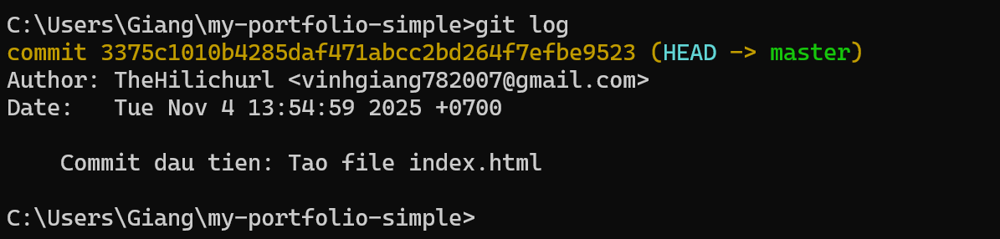 C:\Users\Giang\my-portfolio-simple>git log
commit 3375c1010b4285daf471abcc2bd264f7efbe9523 (HEAD -> master)
Author: TheHilichurl <vinhgiang782007@gmail.com>
Date:   Tue Nov 4 13:54:59 2025 +0700
    Commit dau tien: Tao file index.html
C:\Users\Giang\my-portfolio-simple>